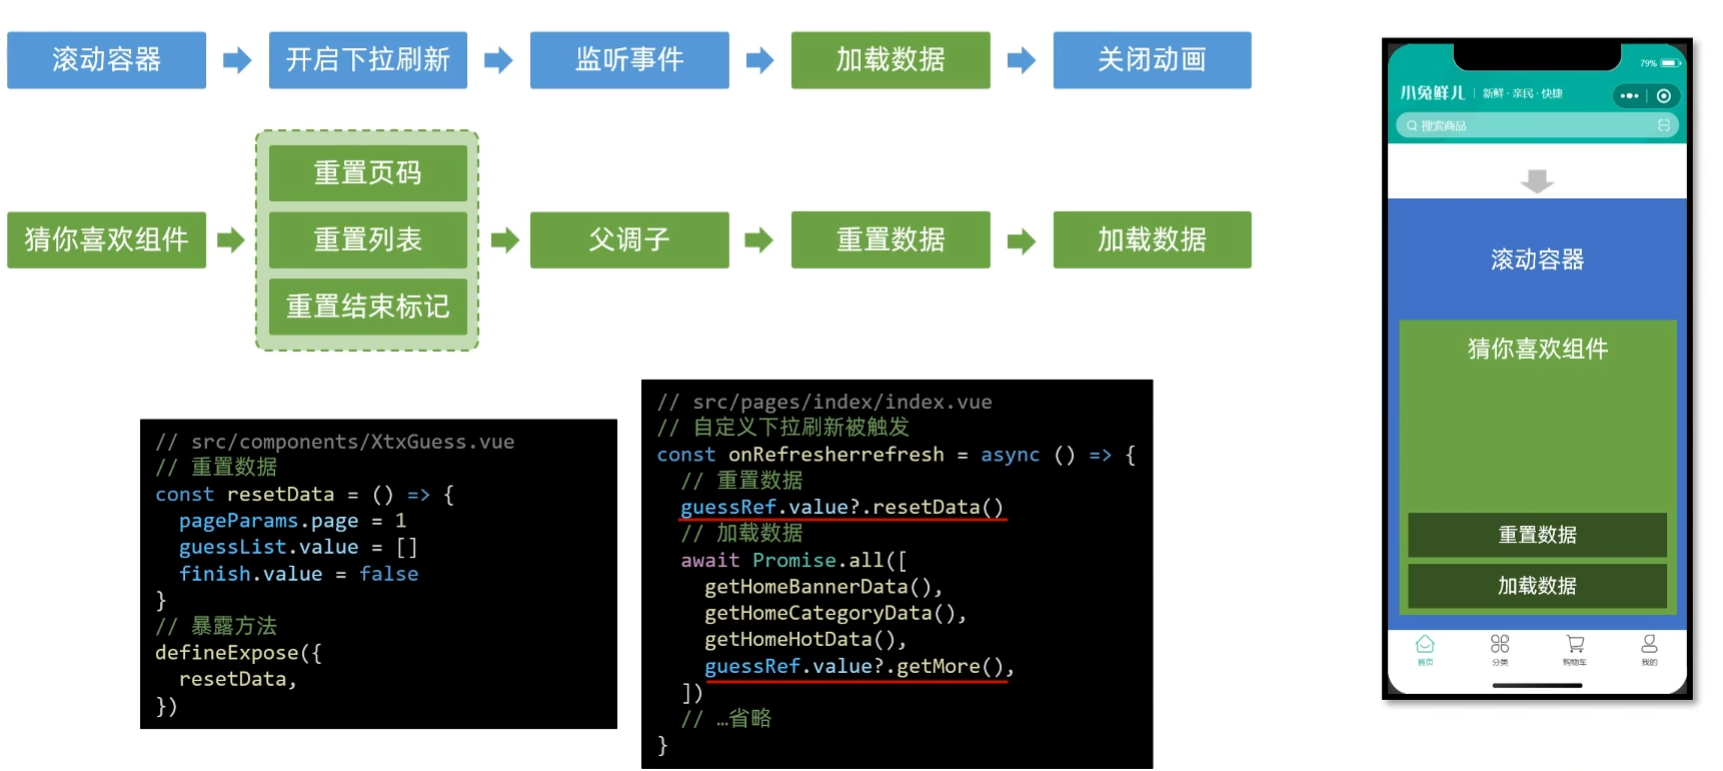 滚动容器
开启下拉刷新
监听事件
加载数据
关闭动画
猜你喜欢组件
重置页码
重置列表
重置结束标记
父调子
重置数据
加载数据
// src/components/XtxGuess.vue
// 重置数据
const resetData = () => {
pageParams.page = 1
guessList.value = []
finish.value = false
}
// 暴露方法
defineExpose({
resetData,
})
// src/pages/index/index.vue
// 自定义下拉刷新被触发
const onRefresherrefresh = async () => {
// 重置数据
guessRef.value?.resetData()
// 加载数据
await Promise.all([
getHomeBannerData(),
getHomeCategoryData(),
getHomeHotData(),
guessRef.value?.getMore(),
])
// …省略
}
79%
小兔鲜儿 | 新鲜·亲民·快捷
搜索商品
滚动容器
猜你喜欢组件
重置数据
加载数据
首页
分类
购物车
我的